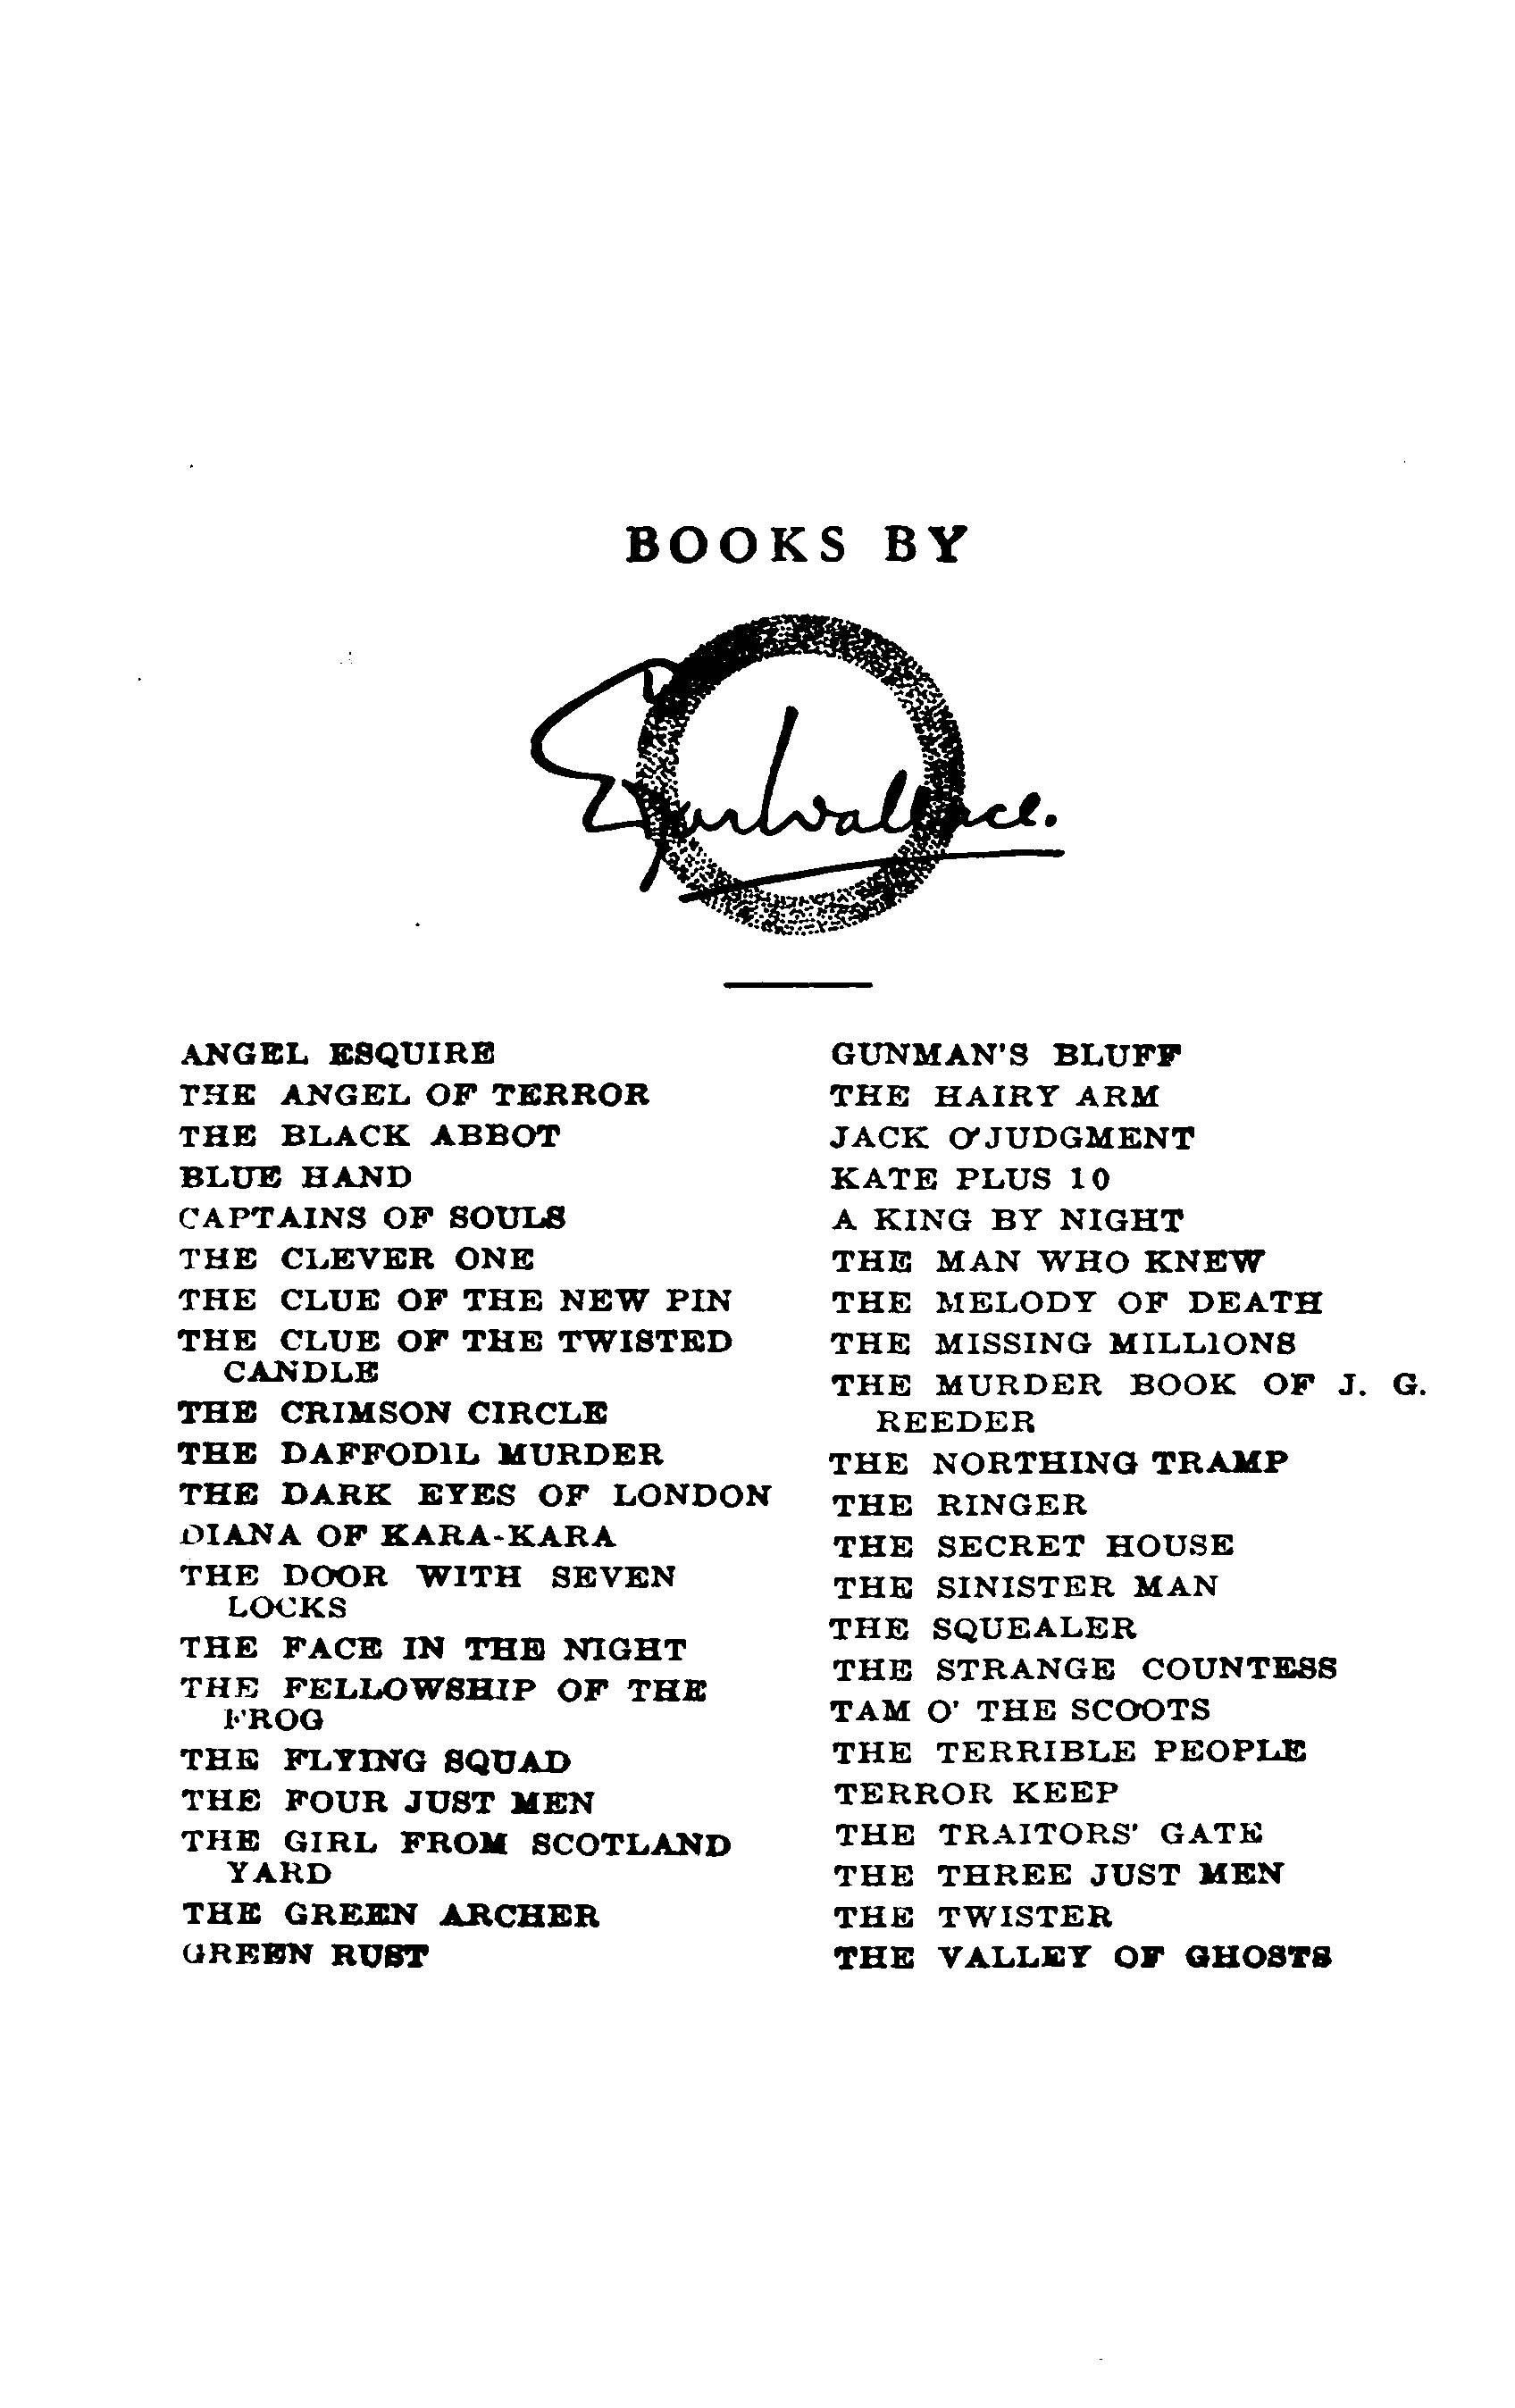 BOOKS BY
Edgar Wallace.
ANGEL ESQUIRE
THE ANGEL OF TERROR
THE BLACK ABBOT
BLUE HAND
CAPTAINS OF SOULS
THE CLEVER ONE
THE CLUE OF THE NEW PIN
THE CLUE OF THE TWISTED
CANDLE
THE CRIMSON CIRCLE
THE DAFFODIL MURDER
THE DARK EYES OF LONDON
DIANA OF KARA-KARA
THE DOOR WITH SEVEN
LOCKS
THE FACE IN THE NIGHT
THE FELLOWSHIP OF THE
FROG
THE FLYING SQUAD
THE FOUR JUST MEN
THE GIRL FROM SCOTLAND
YARD
THE GREEN ARCHER
GREEN RUST
GUNMAN'S BLUFF
THE HAIRY ARM
JACK O'JUDGMENT
KATE PLUS 10
A KING BY NIGHT
THE MAN WHO KNEW
THE MELODY OF DEATH
THE MISSING MILLIONS
THE MURDER BOOK OF J. G.
REEDER
THE NORTHING TRAMP
THE RINGER
THE SECRET HOUSE
THE SINISTER MAN
THE SQUEALER
THE STRANGE COUNTESS
TAM O' THE SCOOTS
THE TERRIBLE PEOPLE
TERROR KEEP
THE TRAITORS' GATE
THE THREE JUST MEN
THE TWISTER
THE VALLEY OF GHOSTS